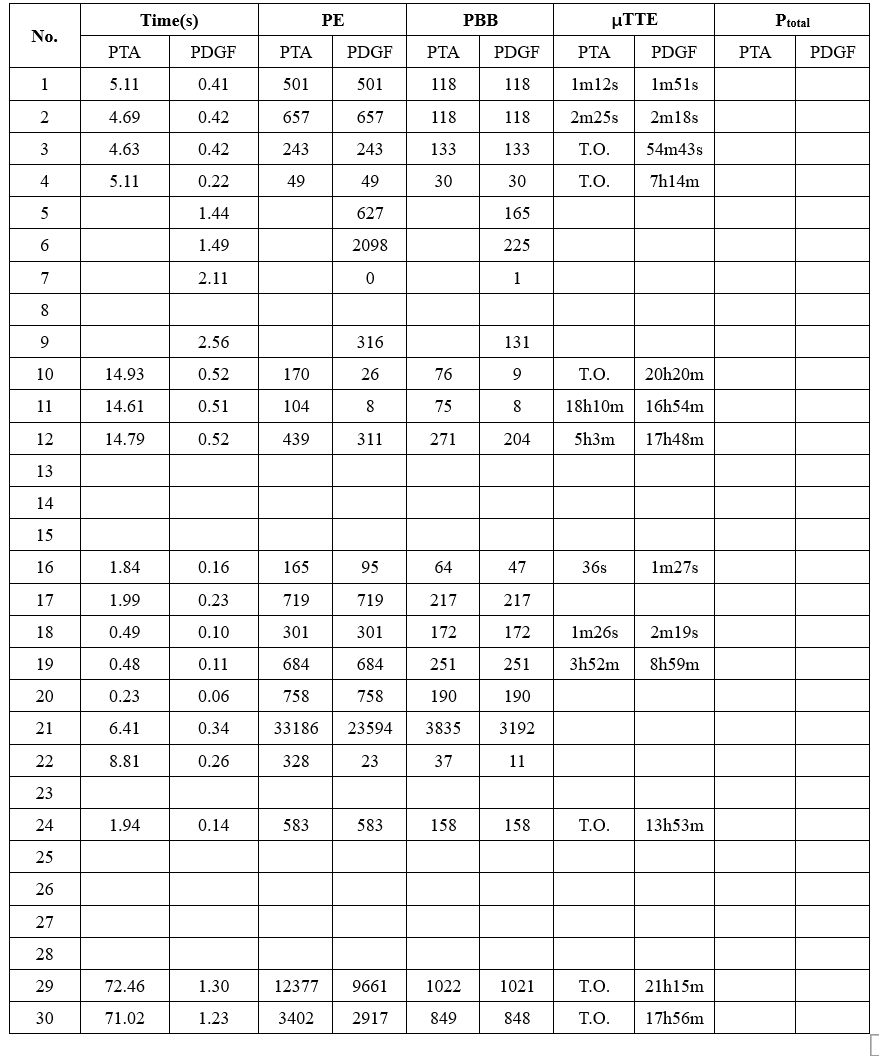 No. Time(s) PE PBB μTTE Ptotal
PTA PDGF PTA PDGF PTA PDGF PTA PDGF PTA PDGF
1 5.11 0.41 501 501 118 118 1m12s 1m51s
2 4.69 0.42 657 657 118 118 2m25s 2m18s
3 4.63 0.42 243 243 133 133 T.O. 54m43s
4 5.11 0.22 49 49 30 30 T.O. 7h14m
5 1.44 627 165
6 1.49 2098 225
7 2.11 0 1
8
9 2.56 316 131
10 14.93 0.52 170 26 76 9 T.O. 20h20m
11 14.61 0.51 104 8 75 8 18h10m 16h54m
12 14.79 0.52 439 311 271 204 5h3m 17h48m
13
14
15
16 1.84 0.16 165 95 64 47 36s 1m27s
17 1.99 0.23 719 719 217 217
18 0.49 0.10 301 301 172 172 1m26s 2m19s
19 0.48 0.11 684 684 251 251 3h52m 8h59m
20 0.23 0.06 758 758 190 190
21 6.41 0.34 33186 23594 3835 3192
22 8.81 0.26 328 23 37 11
23
24 1.94 0.14 583 583 158 158 T.O. 13h53m
25
26
27
28
29 72.46 1.30 12377 9661 1022 1021 T.O. 21h15m
30 71.02 1.23 3402 2917 849 848 T.O. 17h56m